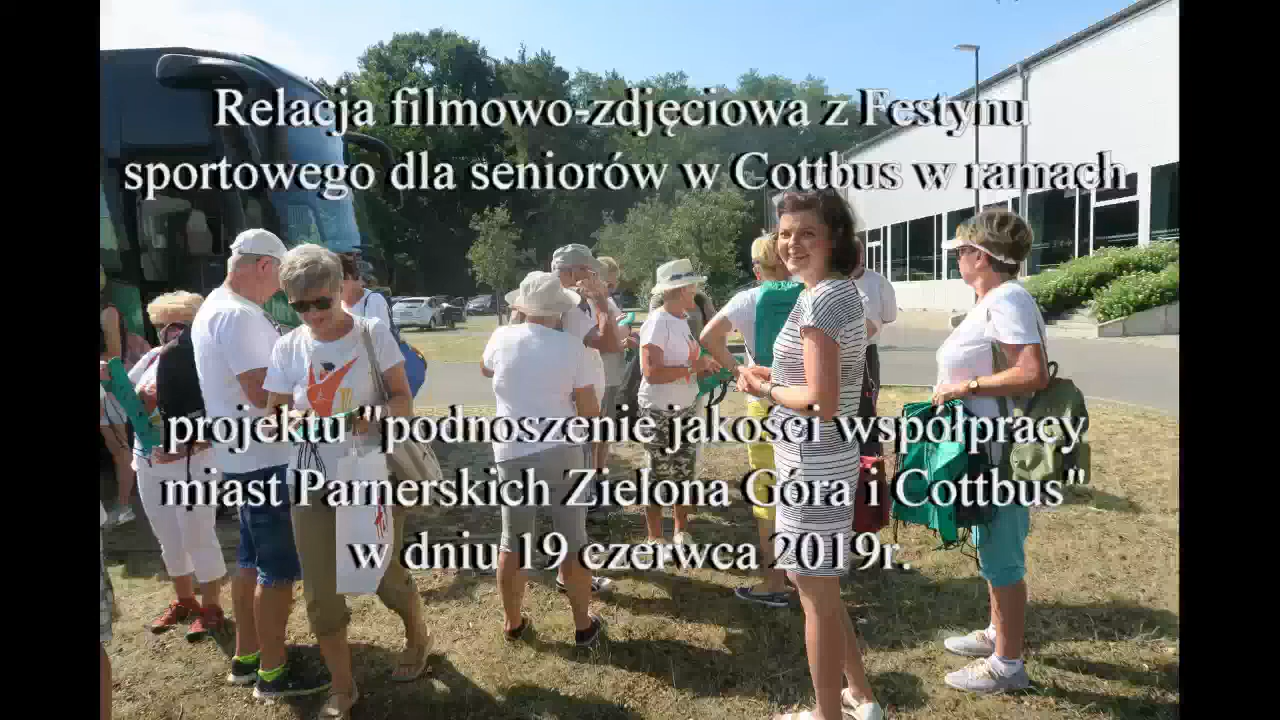 Relacja filmowo-zdjęciowa z Festynu
sportowego dla seniorów w Cottbus w ramach
projektu "podnoszenie jakości współpracy
miast Parnerskich Zielona Góra i Cottbus"
w dniu 19 czerwca 2019r.